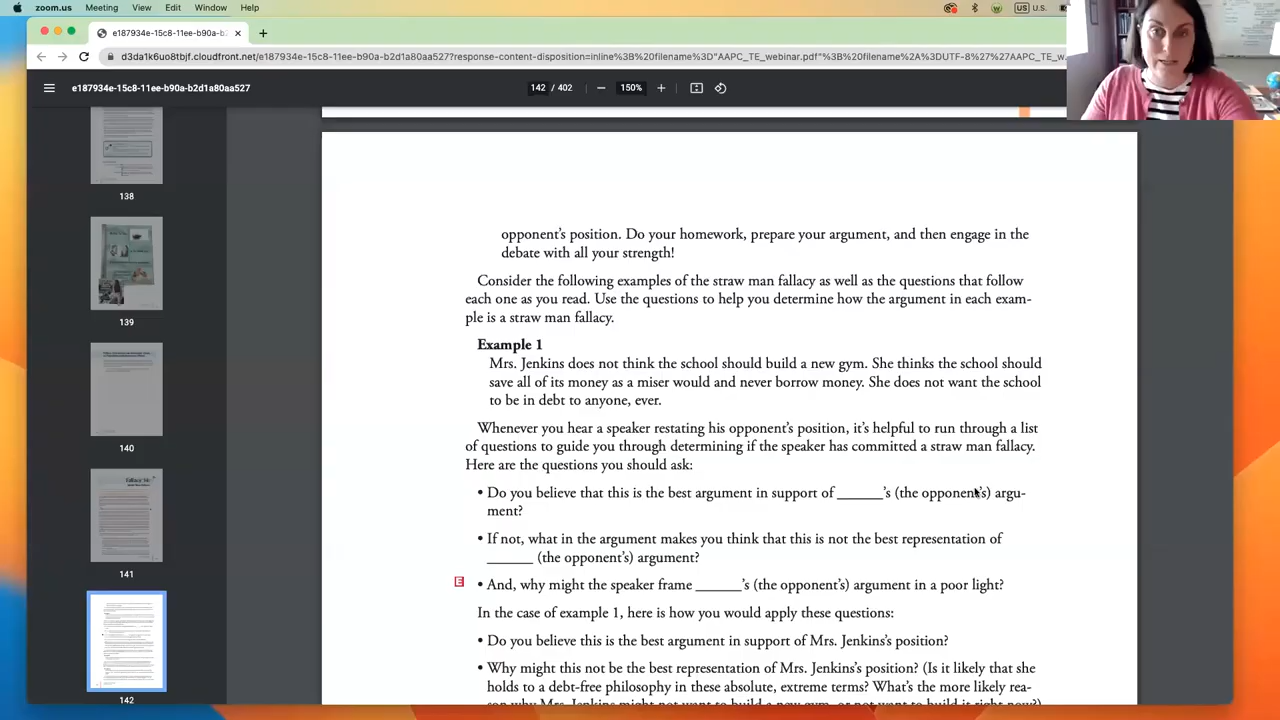 zoom.us Meeting View Edit Window Help US U.S.
e187934e-15c8-11ee-b90a-b
d3da1k6uo8tbjf.cloudfront.net/e187934e-15c8-11ee-b90a-b2d1a80aa527?response-content-disposition=inline%3B%20filename%3D"AAPC_TE_webinar.pdf"%3B%20filename%2A%3DUTF-8%27%27AAPC_TE_w
e187934e-15c8-11ee-b90a-b2d1a80aa527 142 / 402 150%
138
139
140
141
142
opponent's position. Do your homework, prepare your argument, and then engage in the
debate with all your strength!
Consider the following examples of the straw man fallacy as well as the questions that follow
each one as you read. Use the questions to help you determine how the argument in each exam-
ple is a straw man fallacy.
Example 1
Mrs. Jenkins does not think the school should build a new gym. She thinks the school should
save all of its money as a miser would and never borrow money. She does not want the school
to be in debt to anyone, ever.
Whenever you hear a speaker restating his opponent's position, it's helpful to run through a list
of questions to guide you through determining if the speaker has committed a straw man fallacy.
Here are the questions you should ask:
• Do you believe that this is the best argument in support of ______'s (the opponent's) argu-
ment?
• If not, what in the argument makes you think that this is not the best representation of
______ (the opponent's) argument?
E • And, why might the speaker frame ______'s (the opponent's) argument in a poor light?
In the case of example 1, here is how you would apply these questions:
• Do you believe this is the best argument in support of Mrs. Jenkins's position?
• Why might this not be the best representation of Mrs. Jenkins's position? (Is it likely that she
holds to a debt-free philosophy in these absolute, extreme terms? What's the more likely rea-
son why Mrs. Jenkins might not want to build a new gym, or not want to build it right now?)